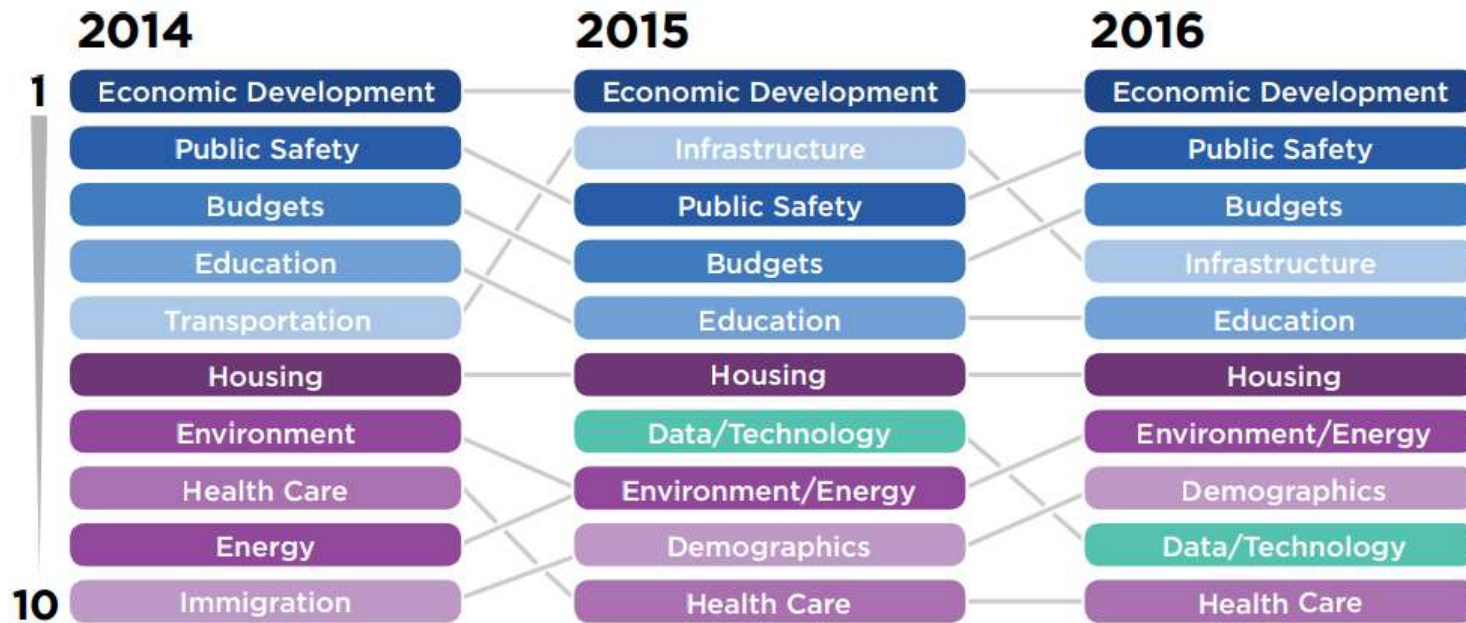 2014 2015 2016
1 Economic Development Economic Development Economic Development
Public Safety Infrastructure Public Safety
Budgets Public Safety Budgets
Education Budgets Infrastructure
Transportation Education Education
Housing Housing Housing
Environment Data/Technology Environment/Energy
Health Care Environment/Energy Demographics
Energy Demographics Data/Technology
10 Immigration Health Care Health Care